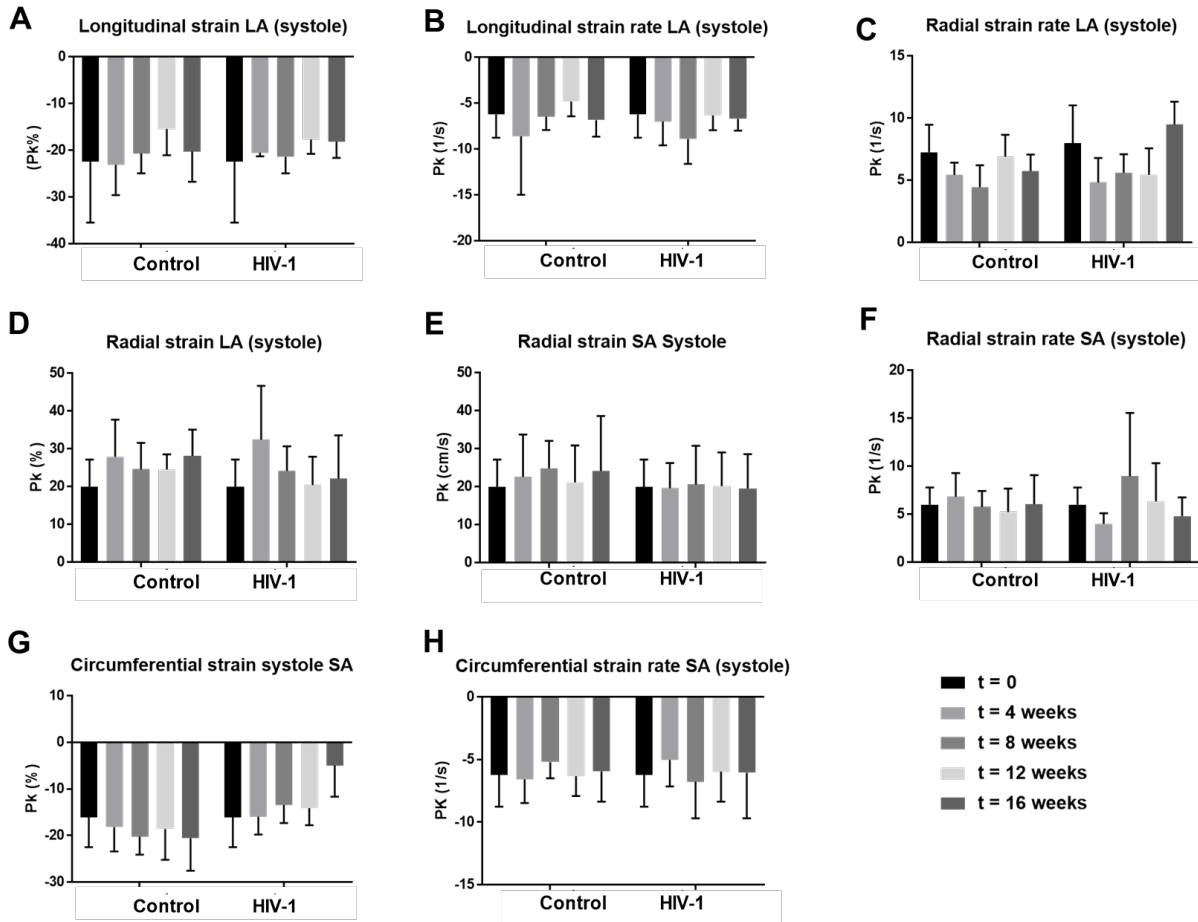 A
Longitudinal strain LA (systole)
(Pk%)
0
-10
-20
-30
-40
Control HIV-1
B
Longitudinal strain rate LA (systole)
Pk (1/s)
0
-5
-10
-15
-20
Control HIV-1
C
Radial strain rate LA (systole)
Pk (1/s)
15
10
5
0
Control HIV-1
D
Radial strain LA (systole)
Pk (%)
50
40
30
20
10
0
Control HIV-1
E
Radial strain SA Systole
Pk (cm/s)
50
40
30
20
10
0
Control HIV-1
F
Radial strain rate SA (systole)
Pk (1/s)
20
15
10
5
0
Control HIV-1
G
Circumferential strain systole SA
Pk (%)
10
0
-10
-20
-30
Control HIV-1
H
Circumferential strain rate SA (systole)
PK (1/s)
0
-5
-10
-15
Control HIV-1
t = 0
t = 4 weeks
t = 8 weeks
t = 12 weeks
t = 16 weeks